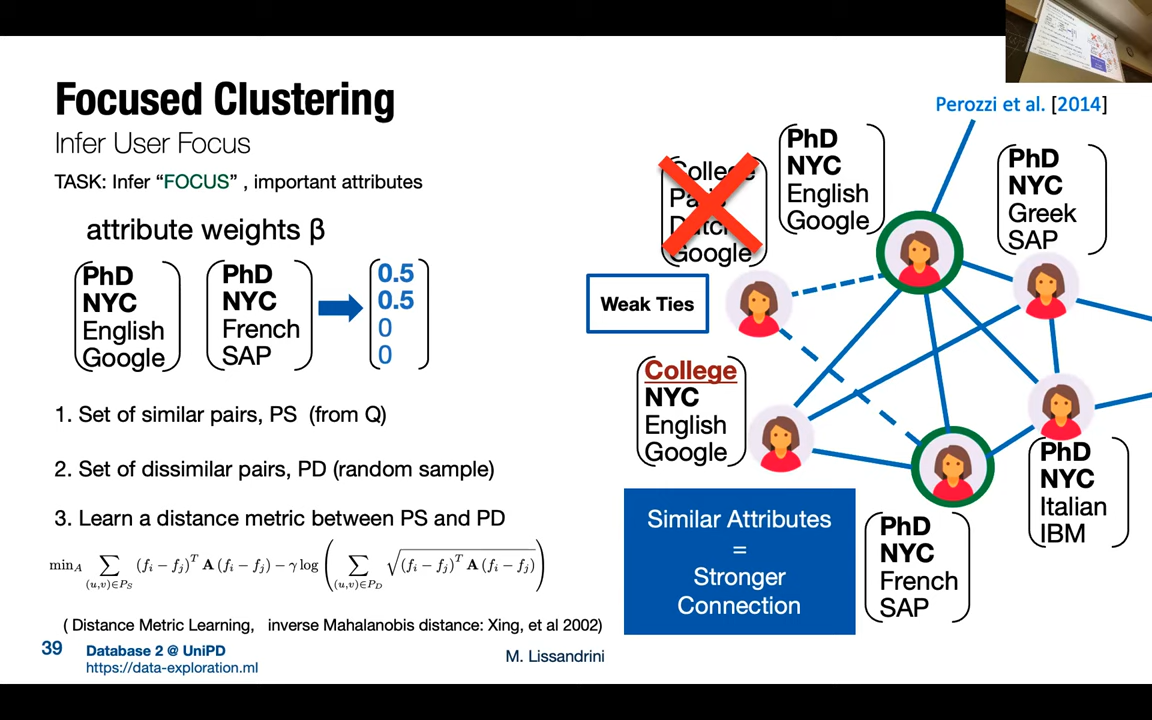 Focused Clustering
Infer User Focus
TASK: Infer “FOCUS” , important attributes
attribute weights β
PhD
NYC
English
Google
PhD
NYC
French
SAP
0.5
0.5
0
0
1. Set of similar pairs, PS (from Q)
2. Set of dissimilar pairs, PD (random sample)
3. Learn a distance metric between PS and PD
min_A ∑_{(u,v)∈P_S} (f_i − f_j)^T A (f_i − f_j) − γ log ( ∑_{(u,v)∈P_D} √((f_i − f_j)^T A (f_i − f_j)) )
( Distance Metric Learning, inverse Mahalanobis distance: Xing, et al 2002)
39
Database 2 @ UniPD
https://data-exploration.ml
M. Lissandrini
Perozzi et al. [2014]
College
Paris
Dutch
Google
PhD
NYC
English
Google
PhD
NYC
Greek
SAP
Weak Ties
College
NYC
English
Google
PhD
NYC
Italian
IBM
Similar Attributes
=
Stronger
Connection
PhD
NYC
French
SAP